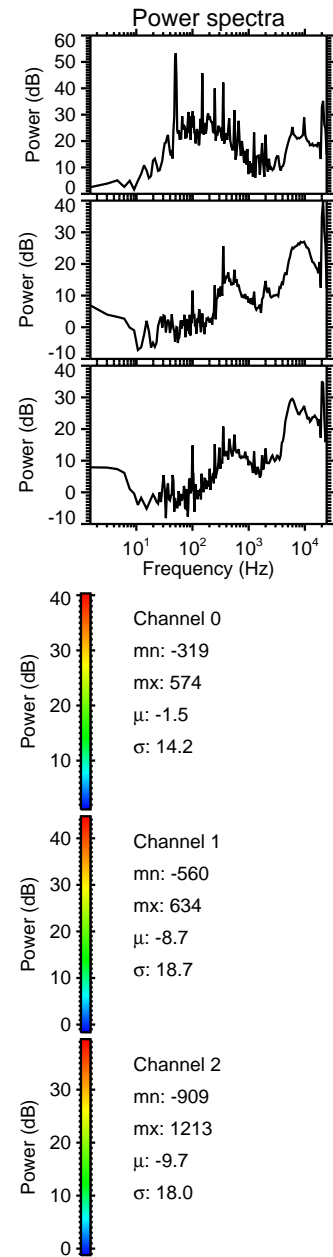 Power spectra
60
50
40
30
20
10
0
Power (dB)
40
30
20
10
0
-10
Power (dB)
40
30
20
10
0
-10
Power (dB)
10¹ 10² 10³ 10⁴
Frequency (Hz)
40
30
20
10
Power (dB)
Channel 0
mn: -319
mx: 574
μ: -1.5
σ: 14.2
40
30
20
10
0
Power (dB)
Channel 1
mn: -560
mx: 634
μ: -8.7
σ: 18.7
30
20
10
0
Power (dB)
Channel 2
mn: -909
mx: 1213
μ: -9.7
σ: 18.0